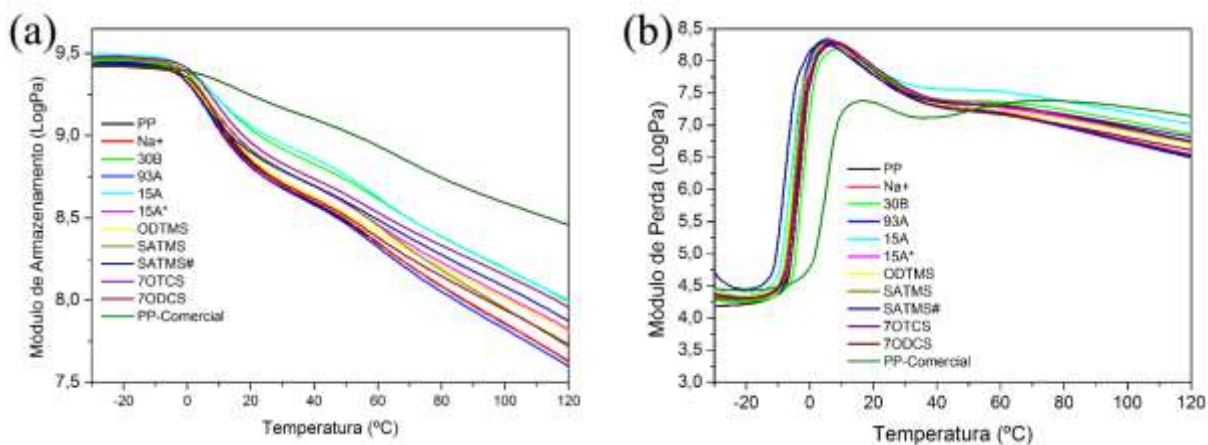 (a)
Módulo de Armazenamento (LogPa)
9,5
9,0
8,5
8,0
7,5
PP
Na+
30B
93A
15A
15A*
ODTMS
SATMS
SATMS#
7OTCS
7ODCS
PP-Comercial
-20 0 20 40 60 80 100 120
Temperatura (ºC)
(b)
Módulo de Perda (LogPa)
8,5
8,0
7,5
7,0
6,5
6,0
5,5
5,0
4,5
4,0
3,5
3,0
PP
Na+
30B
93A
15A
15A*
ODTMS
SATMS
SATMS#
7OTCS
7ODCS
PP-Comercial
-20 0 20 40 60 80 100 120
Temperatura (ºC)